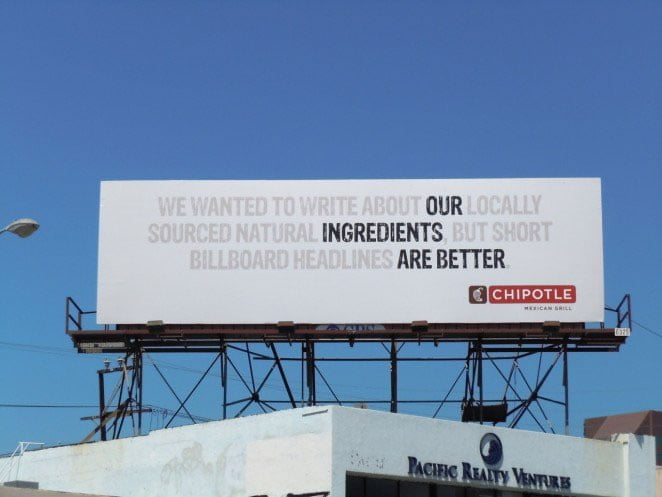 WE WANTED TO WRITE ABOUT OUR LOCALLY
SOURCED NATURAL INGREDIENTS, BUT SHORT
BILLBOARD HEADLINES ARE BETTER.
CHIPOTLE
MEXICAN GRILL
PACIFIC REALTY VENTURES